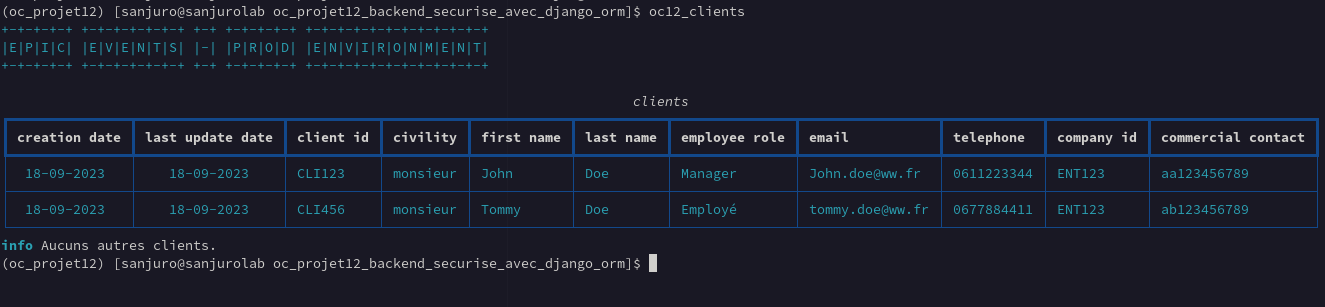 (oc_projet12) [sanjuro@sanjurolab oc_projet12_backend_securise_avec_django_orm]$ oc12_clients
+-+-+-+-+ +-+-+-+-+-+-+ +-+ +-+-+-+-+ +-+-+-+-+-+-+-+-+-+-+-+
|E|P|I|C| |E|V|E|N|T|S| |-| |P|R|O|D| |E|N|V|I|R|O|N|M|E|N|T|
+-+-+-+-+ +-+-+-+-+-+-+ +-+ +-+-+-+-+ +-+-+-+-+-+-+-+-+-+-+-+
clients
creation date last update date client id civility first name last name employee role email telephone company id commercial contact
18-09-2023 18-09-2023 CLI123 monsieur John Doe Manager John.doe@ww.fr 0611223344 ENT123 aa123456789
18-09-2023 18-09-2023 CLI456 monsieur Tommy Doe Employé tommy.doe@ww.fr 0677884411 ENT123 ab123456789
info Aucuns autres clients.
(oc_projet12) [sanjuro@sanjurolab oc_projet12_backend_securise_avec_django_orm]$